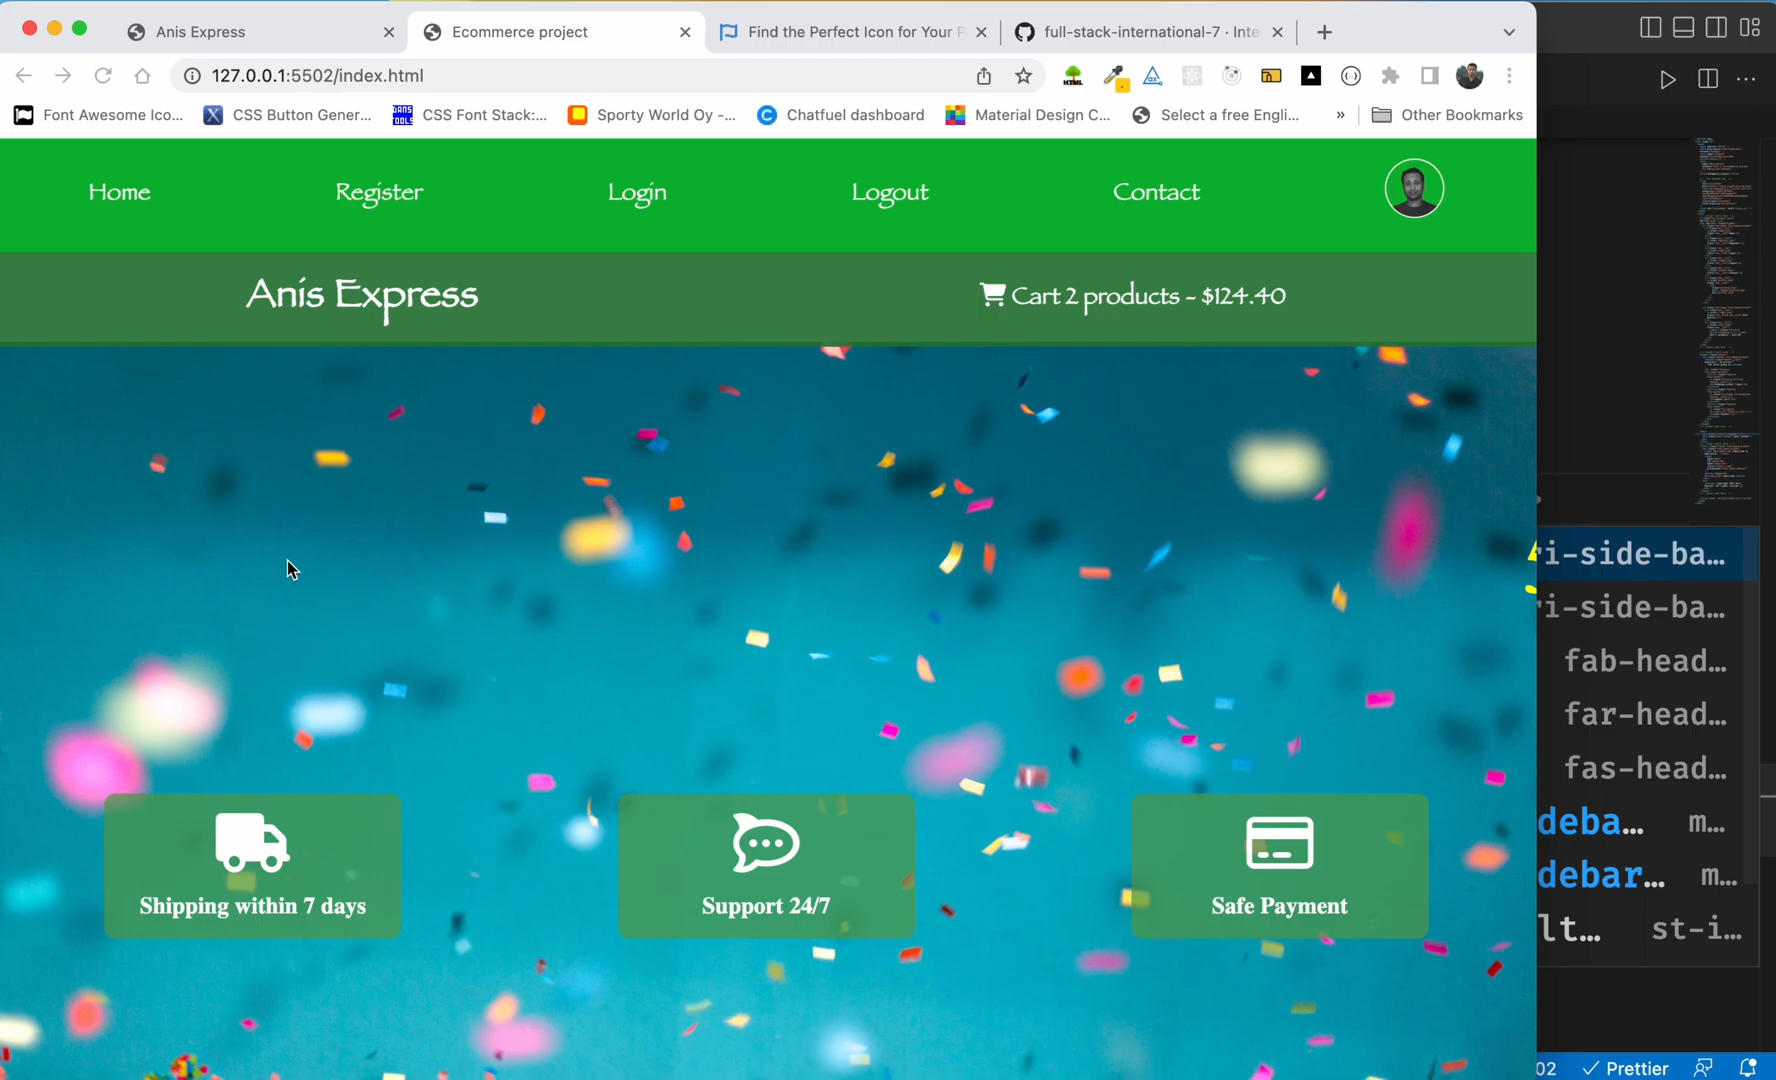 Anis Express
Ecommerce project
Find the Perfect Icon for Your P
full-stack-international-7 · Inte
127.0.0.1:5502/index.html
Font Awesome Ico...
CSS Button Gener...
CSS Font Stack:...
Sporty World Oy -...
Chatfuel dashboard
Material Design C...
Select a free Engli...
»
Other Bookmarks
Home
Register
Login
Logout
Contact
Anis Express
Cart 2 products - $124.40
Shipping within 7 days
Support 24/7
Safe Payment
ri-side-ba...
ri-side-ba...
fab-head...
far-head...
fas-head...
deba... m...
debar... m...
lt... st-i...
02 Prettier